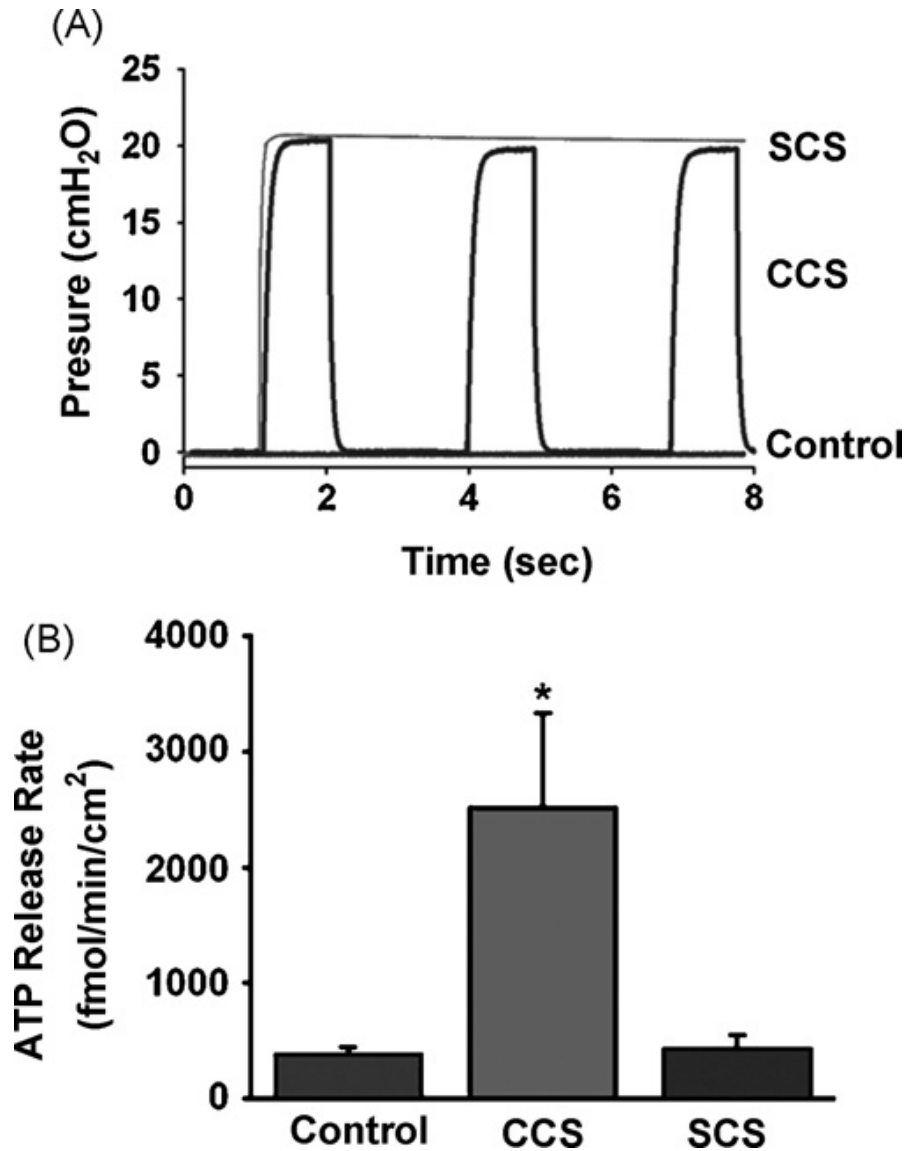 (A)
Presure (cmH₂O)
25
20
15
10
5
0
SCS
CCS
Control
0 2 4 6 8
Time (sec)
(B)
ATP Release Rate
(fmol/min/cm²)
4000
3000
2000
1000
0
*
Control CCS SCS